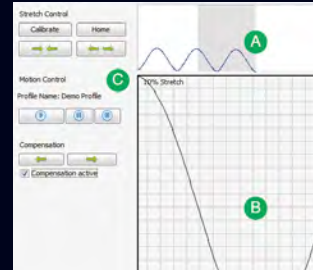 Stretch Control
Calibrate Home
A
Motion Control
C
Profile Name: Demo Profile
10% Stretch
Compensation
Compensation active
B